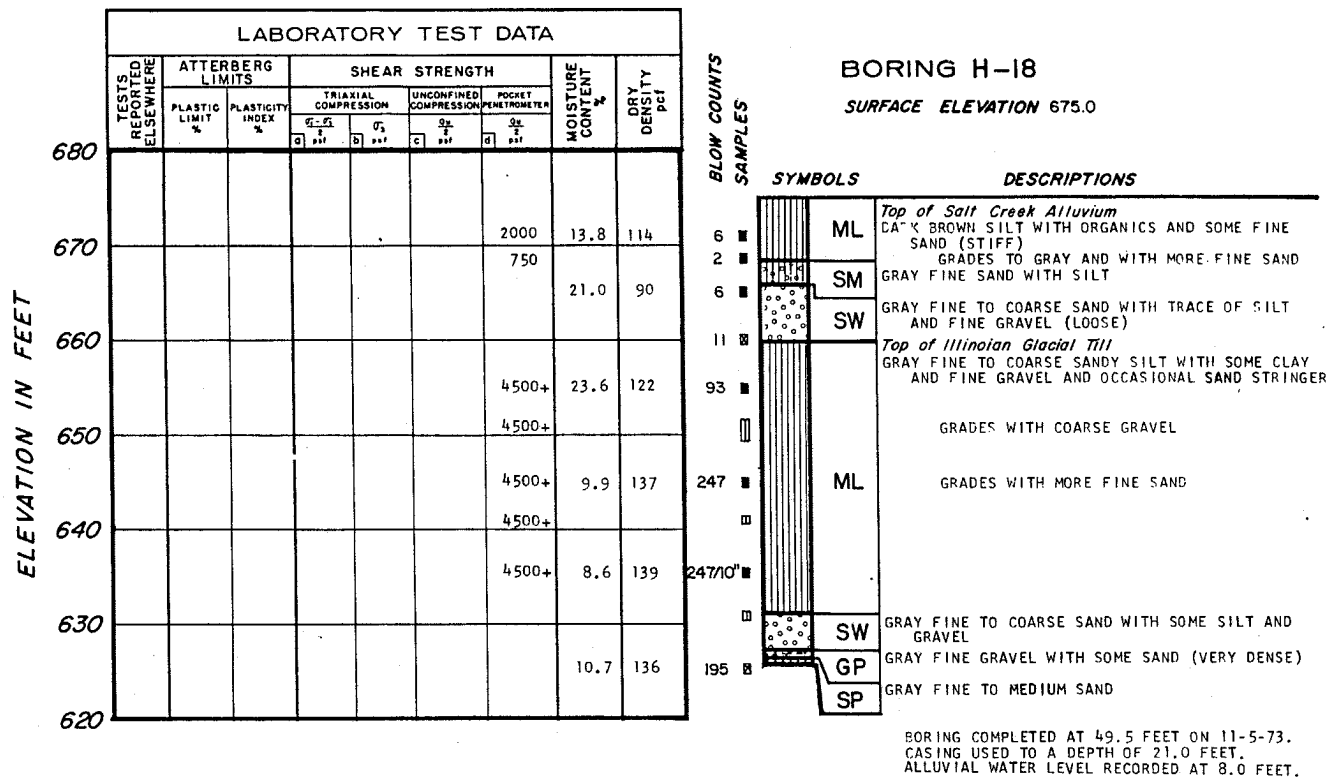 LABORATORY TEST DATA
TESTS REPORTED ELSEWHERE
ATTERBERG LIMITS
SHEAR STRENGTH
MOISTURE CONTENT %
DRY DENSITY pcf
PLASTIC LIMIT %
PLASTICITY INDEX %
TRIAXIAL COMPRESSION
UNCONFINED COMPRESSION
POCKET PENETROMETER
a psf
b psf
c psf
d psf
BLOW COUNTS
SAMPLES
BORING H-18
SURFACE ELEVATION 675.0
SYMBOLS DESCRIPTIONS
ELEVATION IN FEET
680
670
660
650
640
630
620
2000 13.8 114
750
21.0 90
4500+ 23.6 122
4500+
4500+ 9.9 137
4500+
4500+ 8.6 139
10.7 136
6
2
6
11
93
247
247/10"
195
ML
Top of Salt Creek Alluvium
BROWN SILT WITH ORGANICS AND SOME FINE
SAND (STIFF)
GRADES TO GRAY AND WITH MORE FINE SAND
SM
GRAY FINE SAND WITH SILT
SW
GRAY FINE TO COARSE SAND WITH TRACE OF SILT
AND FINE GRAVEL (LOOSE)
Top of Illinoian Glacial Till
GRAY FINE TO COARSE SANDY SILT WITH SOME CLAY
AND FINE GRAVEL AND OCCASIONAL SAND STRINGER
GRADES WITH COARSE GRAVEL
ML
GRADES WITH MORE FINE SAND
SW
GRAY FINE TO COARSE SAND WITH SOME SILT AND
GRAVEL
GP
GRAY FINE GRAVEL WITH SOME SAND (VERY DENSE)
SP
GRAY FINE TO MEDIUM SAND
BORING COMPLETED AT 49.5 FEET ON 11-5-73.
CASING USED TO A DEPTH OF 21.0 FEET.
ALLUVIAL WATER LEVEL RECORDED AT 8.0 FEET.